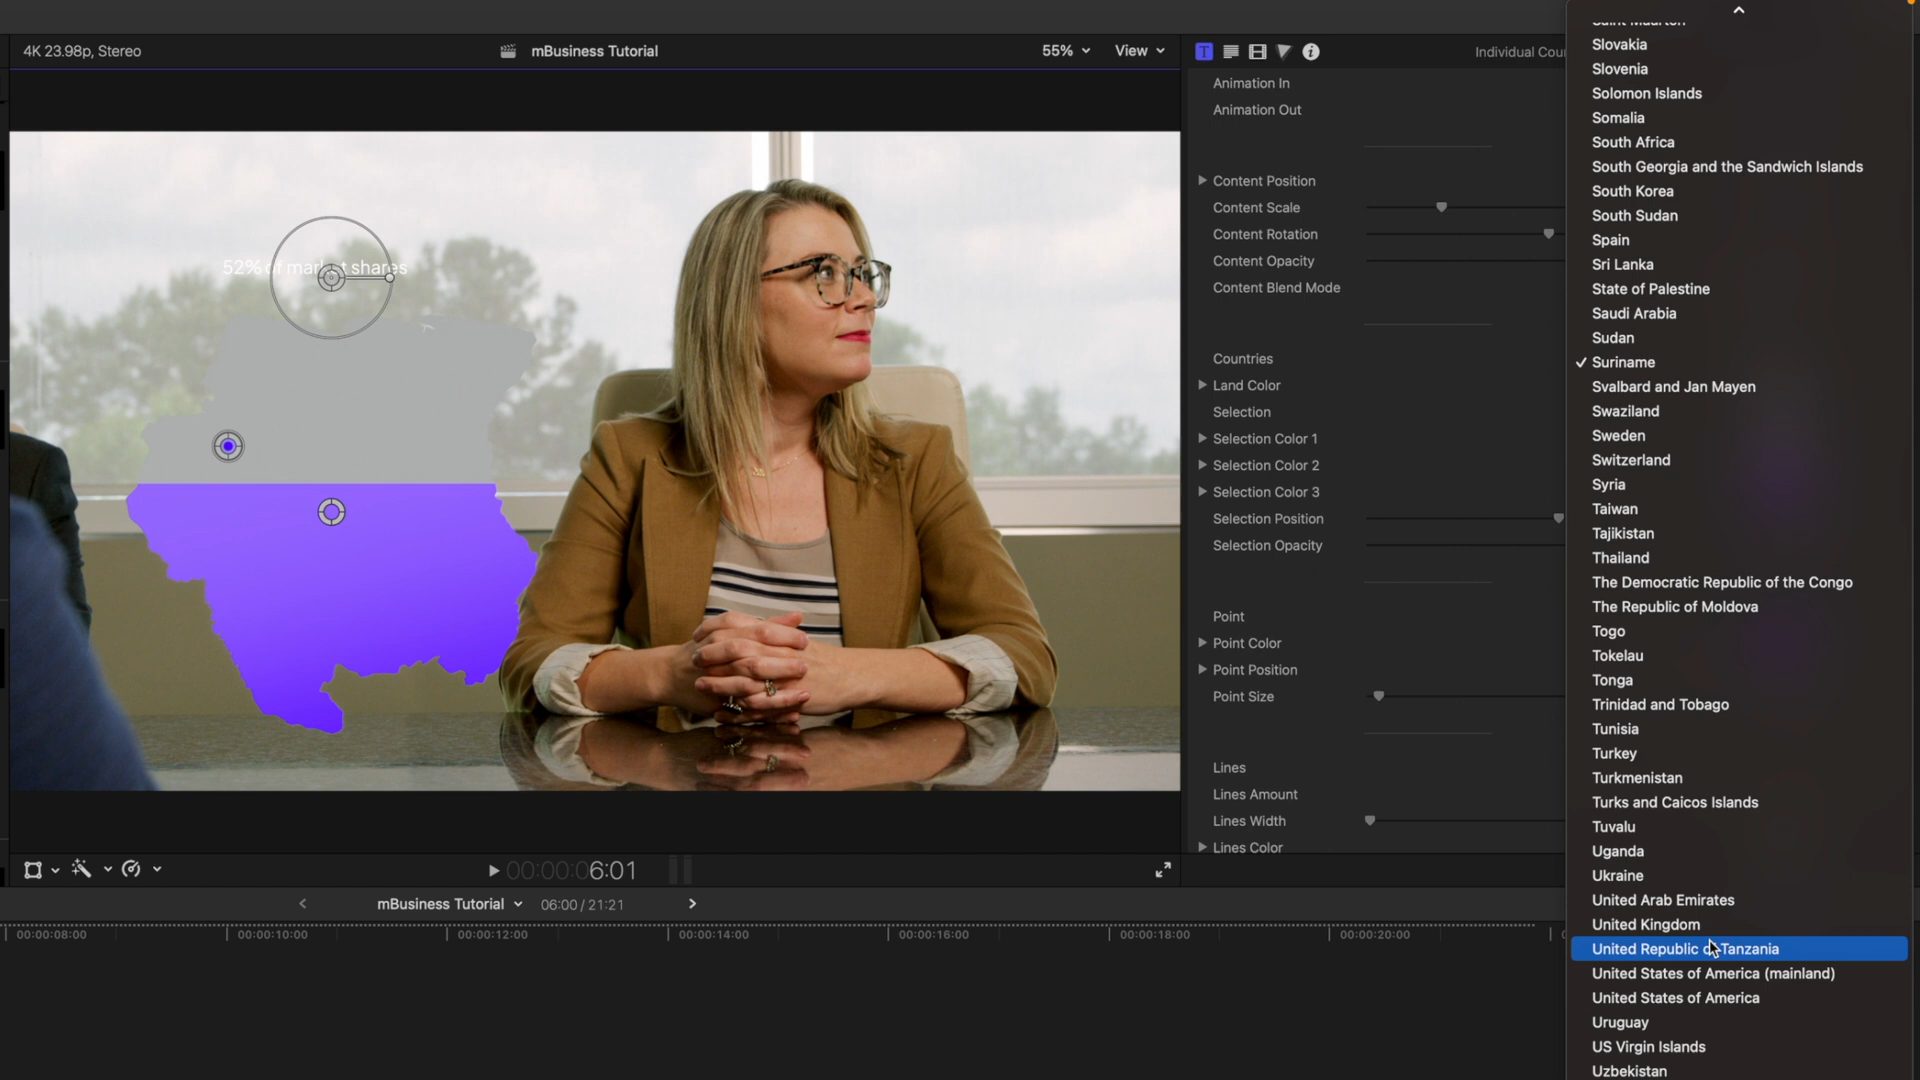 4K 23.98p, Stereo
mBusiness Tutorial
55%
View
52% of market shares
00:00:06:01
mBusiness Tutorial
06:00 / 21:21
00:00:08:00
00:00:10:00
00:00:12:00
00:00:14:00
00:00:16:00
00:00:18:00
00:00:20:00
Individual Cou
Animation In
Animation Out
Content Position
Content Scale
Content Rotation
Content Opacity
Content Blend Mode
Countries
Land Color
Selection
Selection Color 1
Selection Color 2
Selection Color 3
Selection Position
Selection Opacity
Point
Point Color
Point Position
Point Size
Lines
Lines Amount
Lines Width
Lines Color
Slovakia
Slovenia
Solomon Islands
Somalia
South Africa
South Georgia and the Sandwich Islands
South Korea
South Sudan
Spain
Sri Lanka
State of Palestine
Saudi Arabia
Sudan
✓ Suriname
Svalbard and Jan Mayen
Swaziland
Sweden
Switzerland
Syria
Taiwan
Tajikistan
Thailand
The Democratic Republic of the Congo
The Republic of Moldova
Togo
Tokelau
Tonga
Trinidad and Tobago
Tunisia
Turkey
Turkmenistan
Turks and Caicos Islands
Tuvalu
Uganda
Ukraine
United Arab Emirates
United Kingdom
United Republic of Tanzania
United States of America (mainland)
United States of America
Uruguay
US Virgin Islands
Uzbekistan